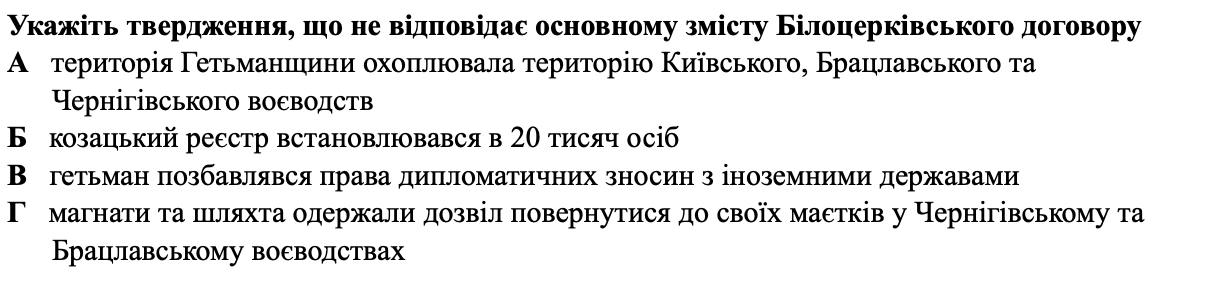 Укажіть твердження, що не відповідає основному змісту Білоцерківського договору
А територія Гетьманщини охоплювала територію Київського, Брацлавського та
Чернігівського воєводств
Б козацький реєстр встановлювався в 20 тисяч осіб
В гетьман позбавлявся права дипломатичних зносин з іноземними державами
Г магнати та шляхта одержали дозвіл повернутися до своїх маєтків у Чернігівському та
Брацлавському воєводствах